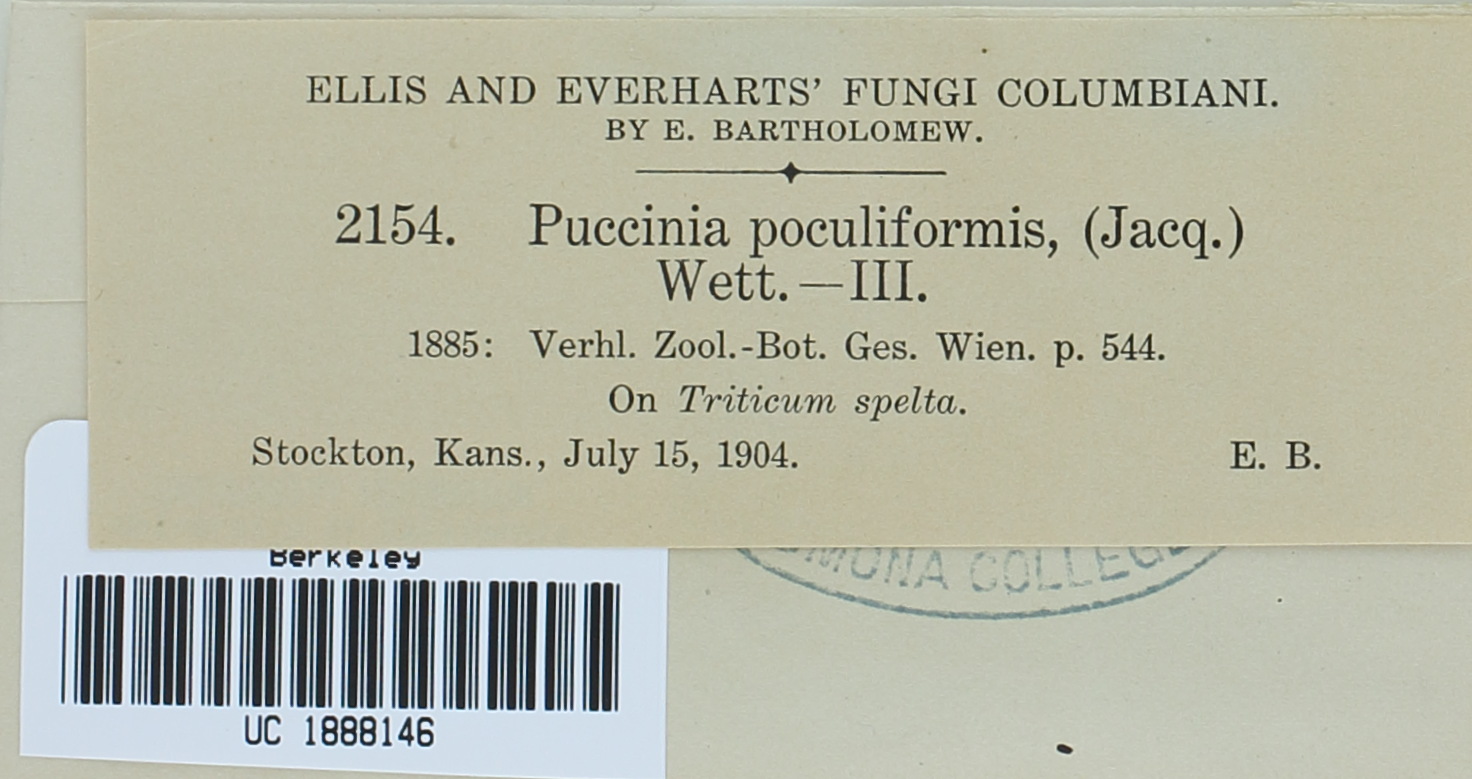 ELLIS AND EVERHARTS' FUNGI COLUMBIANI.
BY E. BARTHOLOMEW.
2154. Puccinia poculiformis, (Jacq.)
Wett.—III.
1885: Verhl. Zool.-Bot. Ges. Wien. p. 544.
On Triticum spelta.
Stockton, Kans., July 15, 1904. E. B.
Berkeley
COLLEGE
UC 1888146